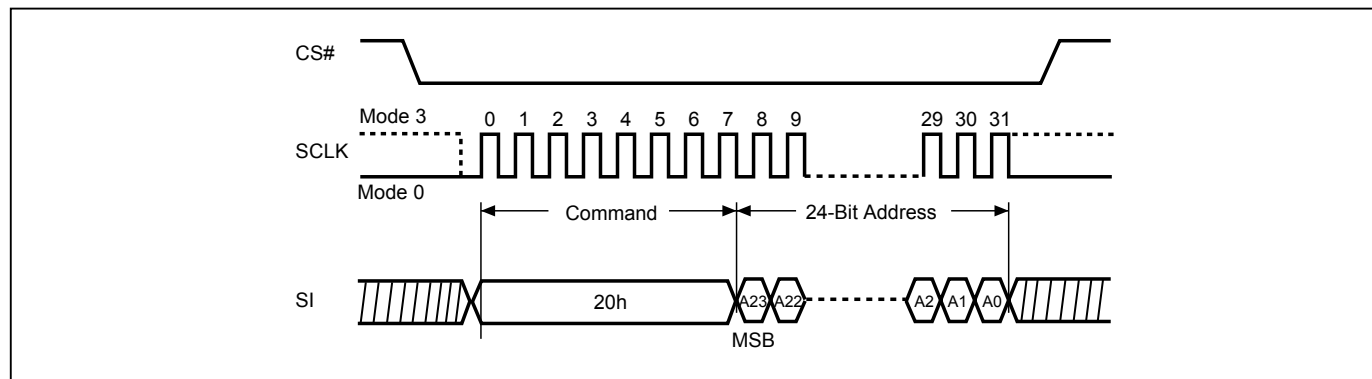 CS#
Mode 3
0 1 2 3 4 5 6 7 8 9 29 30 31
SCLK
Mode 0
Command
24-Bit Address
SI
20h
A23 A22
A2 A1 A0
MSB